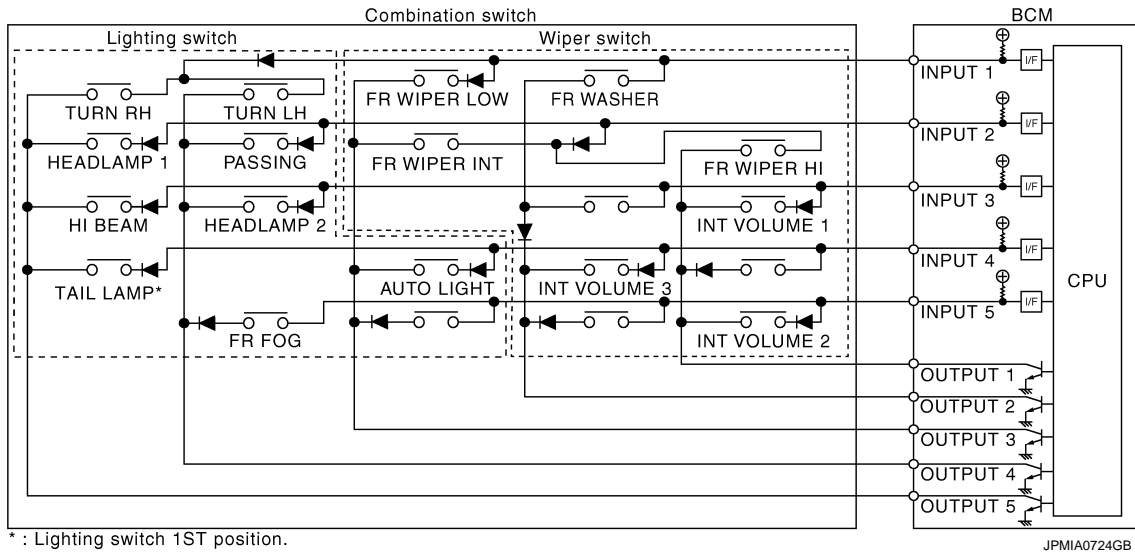 Combination switch
BCM
Lighting switch
Wiper switch
INPUT 1
I/F
TURN RH
TURN LH
FR WIPER LOW
FR WASHER
INPUT 2
I/F
HEADLAMP 1
PASSING
FR WIPER INT
FR WIPER HI
INPUT 3
I/F
HI BEAM
HEADLAMP 2
INT VOLUME 1
INPUT 4
I/F
TAIL LAMP*
AUTO LIGHT
INT VOLUME 3
CPU
INPUT 5
I/F
FR FOG
INT VOLUME 2
OUTPUT 1
OUTPUT 2
OUTPUT 3
OUTPUT 4
OUTPUT 5
* : Lighting switch 1ST position.
JPMIA0724GB